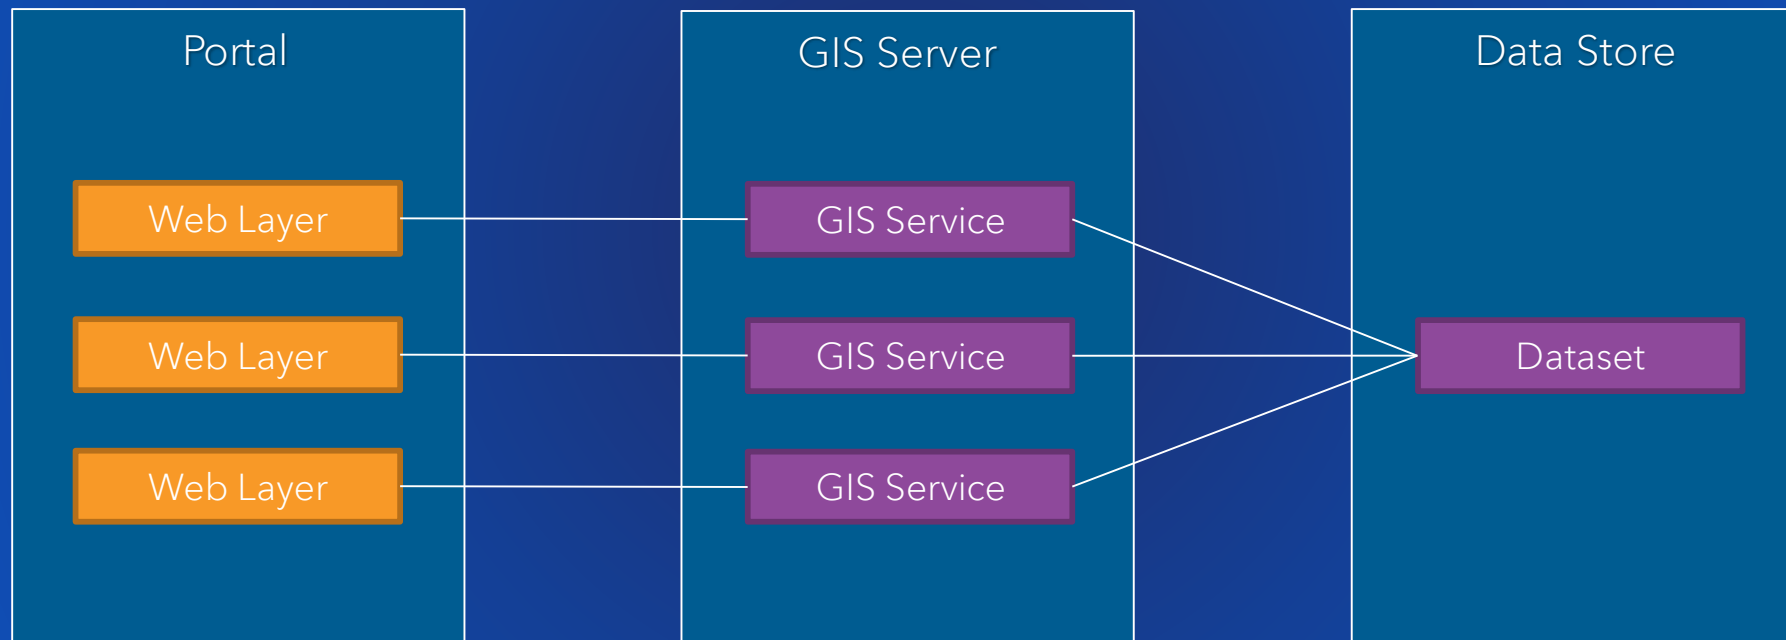 Portal
Web Layer
Web Layer
Web Layer
GIS Server
GIS Service
GIS Service
GIS Service
Data Store
Dataset